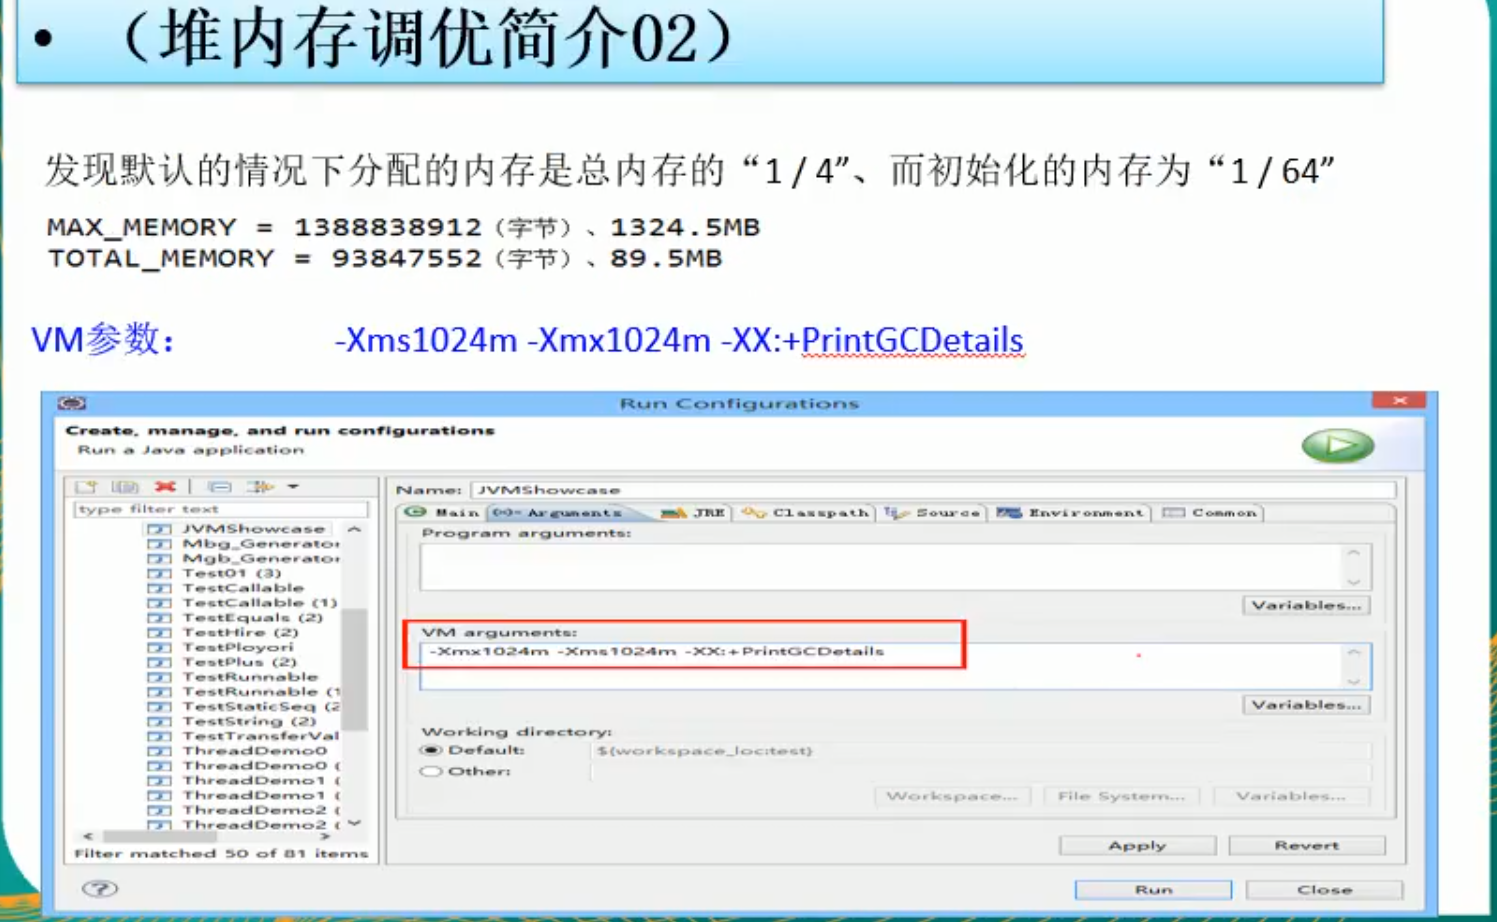 • （堆内存调优简介02）
发现默认的情况下分配的内存是总内存的“1 / 4”、而初始化的内存为“1 / 64”
MAX_MEMORY = 1388838912（字节）、1324.5MB
TOTAL_MEMORY = 93847552（字节）、89.5MB
VM参数： -Xms1024m -Xmx1024m -XX:+PrintGCDetails
Run Configurations
Create, manage, and run configurations
Run a Java application
type filter text
JVMShowcase
Mbg_Generator
Mgb_Generator
Test01 (3)
TestCallable
TestCallable (1)
TestEquals (2)
TestHire (2)
TestPloyori
TestPlus (2)
TestRunnable
TestRunnable (1
TestStaticSeq (2
TestString (2)
TestTransferVal
ThreadDemo0
ThreadDemo0 (
ThreadDemo1 (
ThreadDemo1 (
ThreadDemo2 (
ThreadDemo2 (
Filter matched 50 of 81 items
Name: JVMShowcase
Main (x)= Arguments JRE Classpath Source Environment Common
Program arguments:
Variables...
VM arguments:
-Xmx1024m -Xms1024m -XX:+PrintGCDetails
Variables...
Working directory:
Default: ${workspace_loc:test}
Other:
Workspace... File System... Variables...
Apply Revert
Run Close